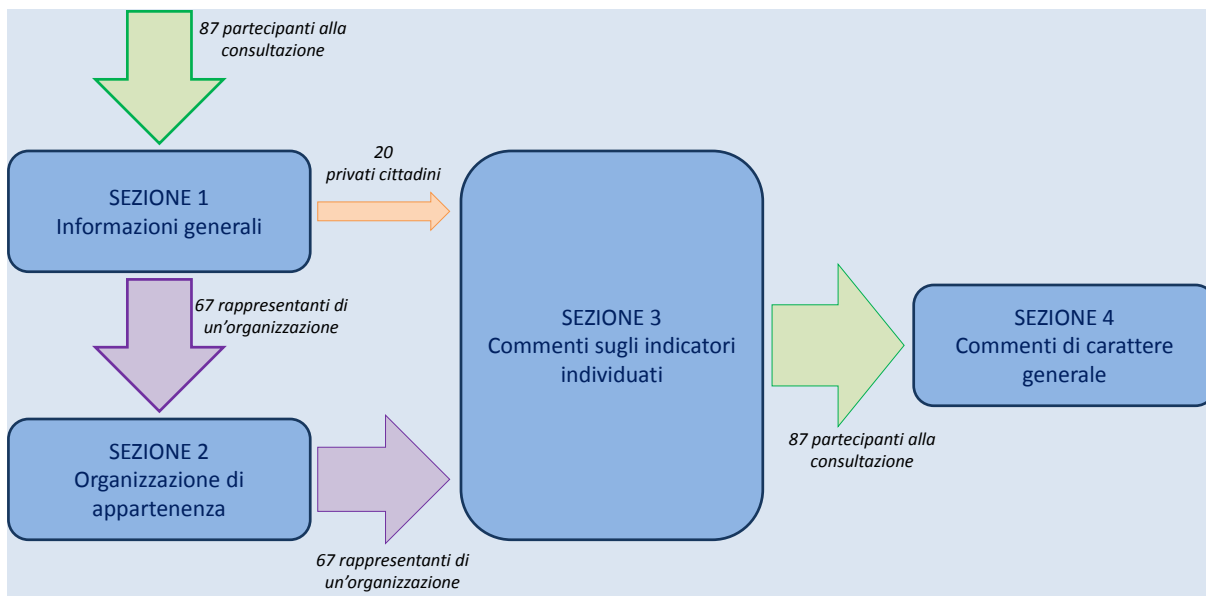 87 partecipanti alla
consultazione
SEZIONE 1
Informazioni generali
20
privati cittadini
67 rappresentanti di
un'organizzazione
SEZIONE 2
Organizzazione di
appartenenza
67 rappresentanti di
un'organizzazione
SEZIONE 3
Commenti sugli indicatori
individuati
87 partecipanti alla
consultazione
SEZIONE 4
Commenti di carattere
generale